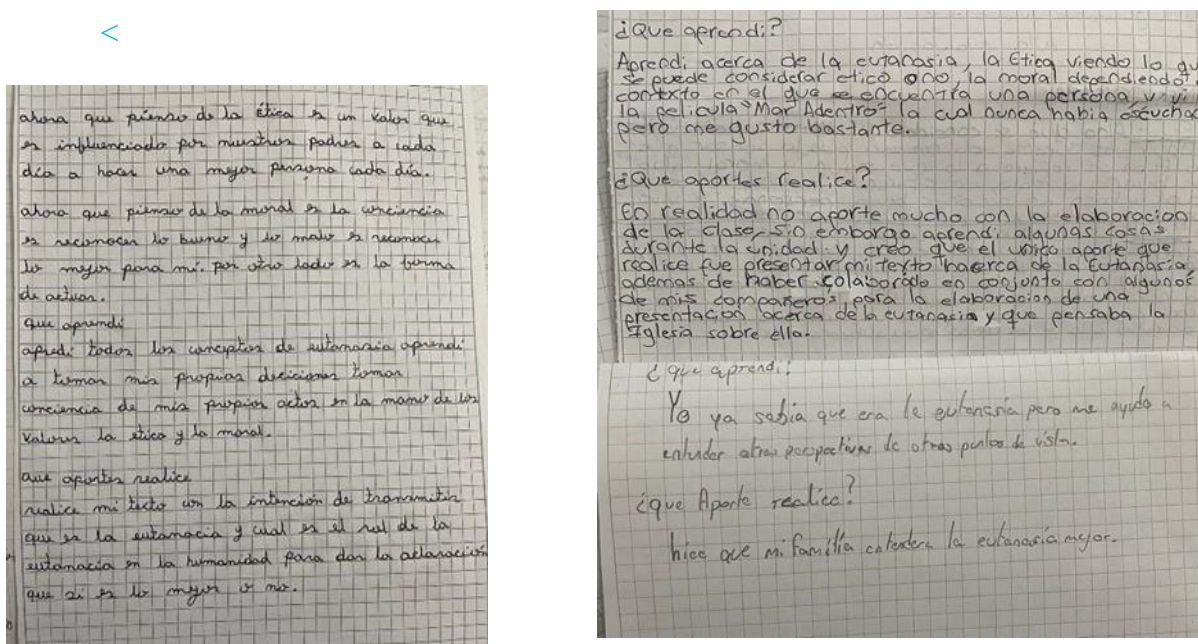 <
ahora que pienso de la ética es un valor que
es influenciado por nuestros padres a cada
día a hacer una mejor persona cada día.
ahora que pienso de la moral es la conciencia
es reconocer lo bueno y lo malo es reconocer
lo mejor para mi. por otro lado es la forma
de actuar.
que aprendi
apredi todos los conceptos de eutanasia aprendi
a tomar mis propias deciciones tomar
conciencia de mis propios actos en la mano de los
valores la ética y la moral.
que aportes realice
realice mi texto con la intención de transmitir
que es la eutanacia y cual es el rol de la
eutanacia en la humanidad para dar la aclaración
que si es lo mejor o no.
¿Que aprendi?
Aprendi acerca de la eutanasia, la Etica viendo lo qu
se puede considerar etico o no, la moral dependiendo
contexto en el que se encuentra una persona, y vi
la pelicula "Mar Adentro" la cual nunca habia escuchad
pero me gusto bastante.
¿Que aportes realice?
En realidad no aporte mucho con la elaboracion
de la clase, sin embargo aprendi algunas cosas
durante la unidad y creo que el unico aporte que
realice fue presentar mi texto hacerca de la Eutanasia,
ademas de haber colaborado en conjunto con algunos
de mis compañeros para la elaboracion de una
presentacion acerca de la eutanasia y que pensaba la
Iglesia sobre ella.
¿que aprendi?
Yo ya sabia que era la eutanasia pero me ayudo a
entender otras perspectivas de otras puntos de vista.
¿que Aporte realice?
hice que mi familia entendera la eutanasia mejor.